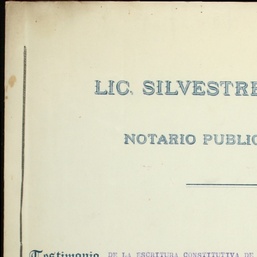 LIC. SILVESTRE
NOTARIO PUBLIC
Testimonio DE LA ESCRITURA CONSTITUTIVA DE